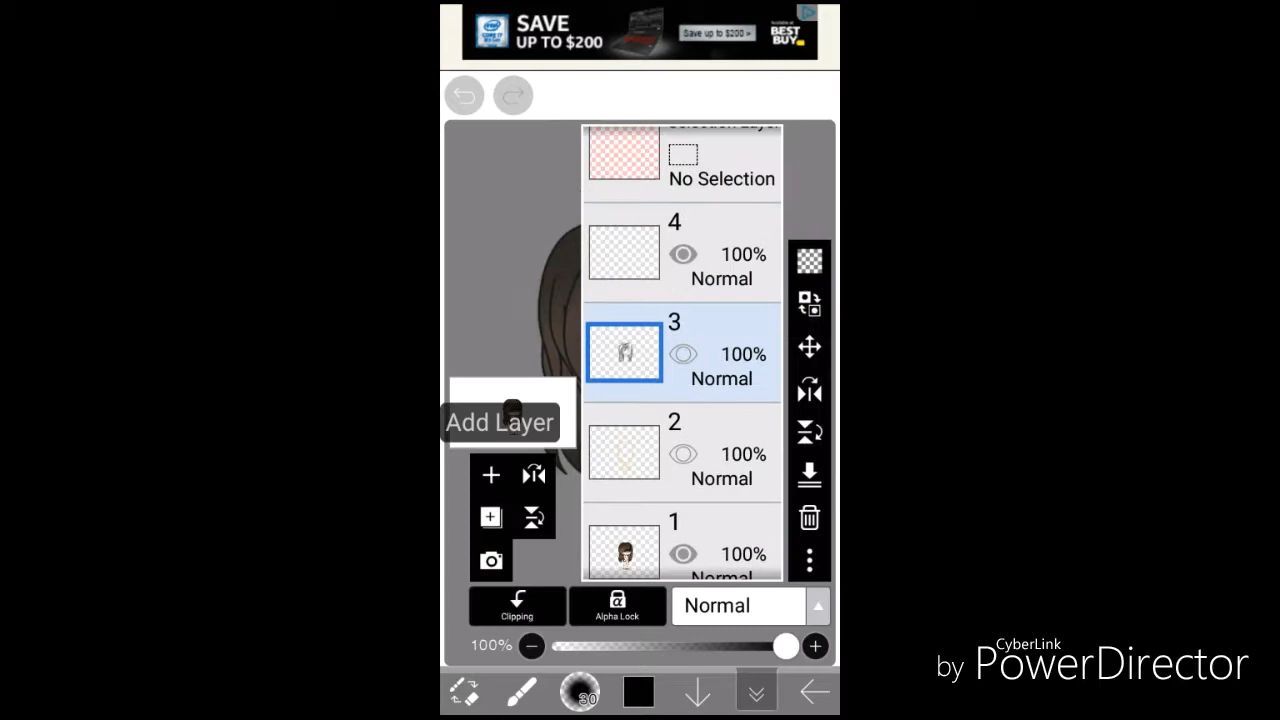 SAVE
UP TO $200
Save up to $200 >
BEST
BUY
No Selection
4
100%
Normal
3
100%
Normal
Add Layer
2
100%
Normal
1
100%
Normal
Clipping
Alpha Lock
Normal
100%
30
CyberLink
by PowerDirector